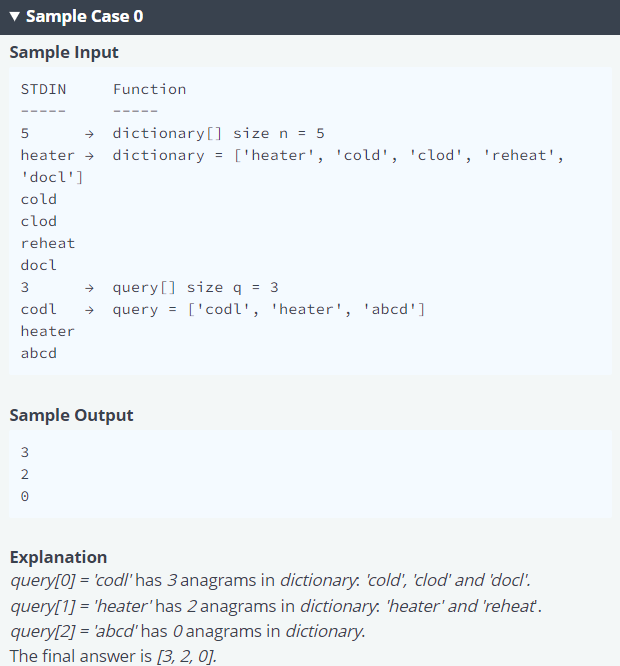 ▼ Sample Case 0
Sample Input
STDIN Function
----- -----
5 → dictionary[] size n = 5
heater → dictionary = ['heater', 'cold', 'clod', 'reheat',
'docl']
cold
clod
reheat
docl
3 → query[] size q = 3
codl → query = ['codl', 'heater', 'abcd']
heater
abcd
Sample Output
3
2
0
Explanation
query[0] = 'codl' has 3 anagrams in dictionary: 'cold', 'clod' and 'docl'.
query[1] = 'heater' has 2 anagrams in dictionary: 'heater' and 'reheat'.
query[2] = 'abcd' has 0 anagrams in dictionary.
The final answer is [3, 2, 0].